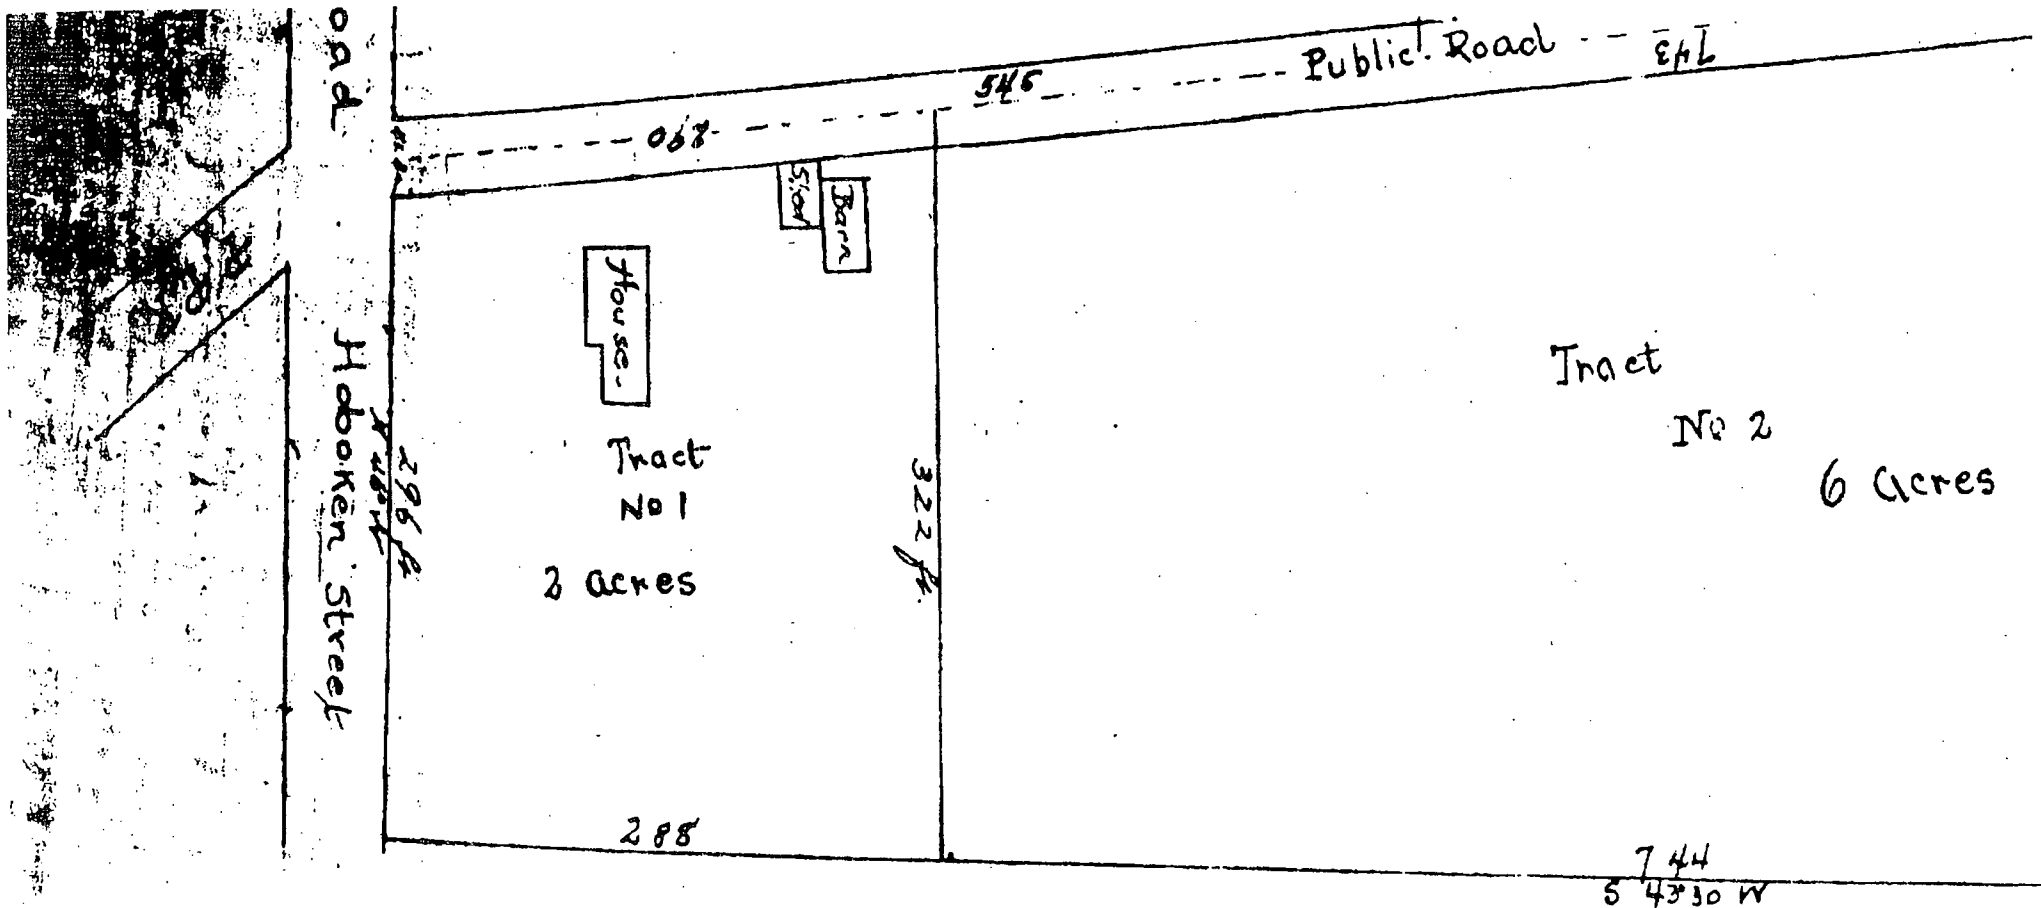 oad
Hoboken Street
Public Road
743
545
290
Shed
Barn
House
Tract
No 1
2 acres
296 ft
322 ft.
Tract
No 2
6 acres
288
744
S 43° 30 W